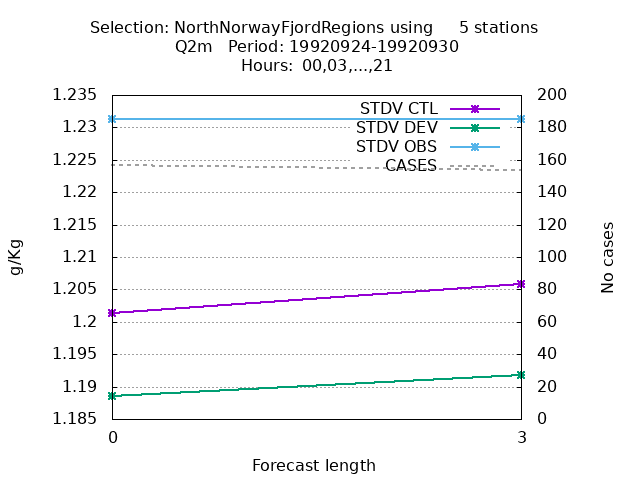 Selection: NorthNorwayFjordRegions using     5 stations
Q2m   Period: 19920924-19920930
Hours:  00,03,...,21
1.235
1.23
1.225
1.22
1.215
1.21
1.205
1.2
1.195
1.19
1.185
g/Kg
STDV CTL
STDV DEV
STDV OBS
CASES
200
180
160
140
120
100
80
60
40
20
0
No cases
0
3
Forecast length